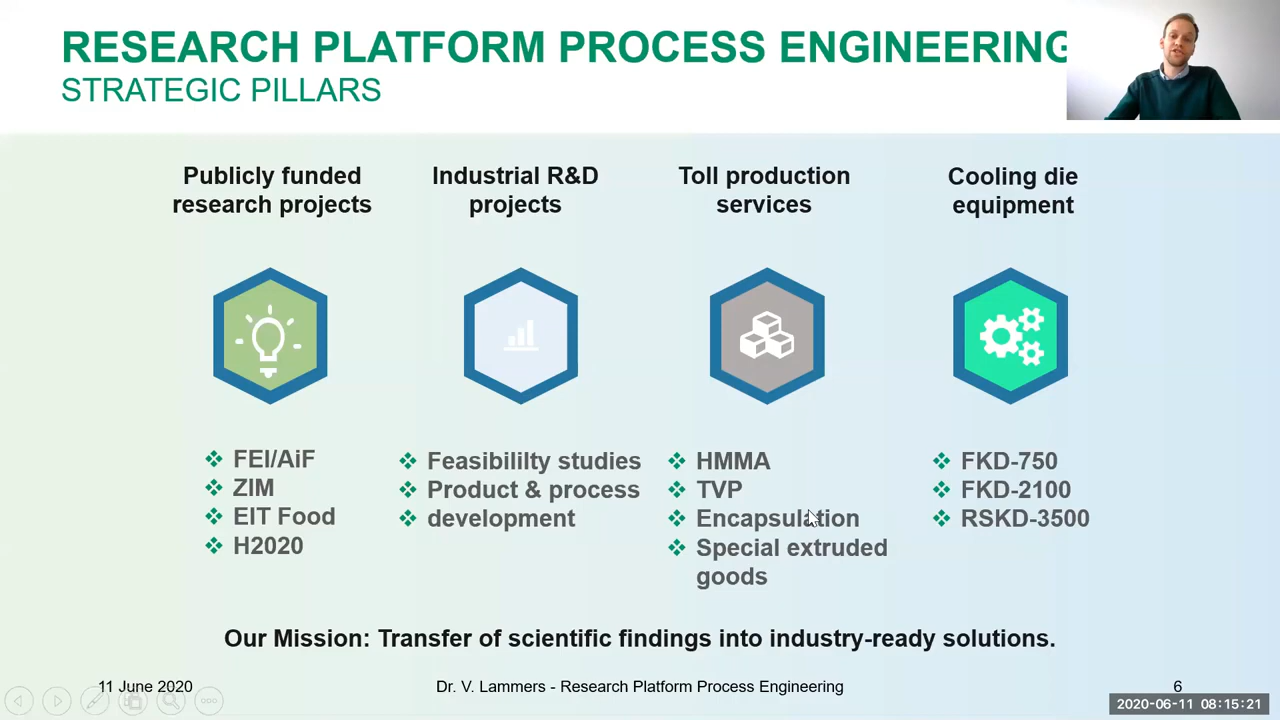 RESEARCH PLATFORM PROCESS ENGINEERING
STRATEGIC PILLARS
Publicly funded
research projects
Industrial R&D
projects
Toll production
services
Cooling die
equipment
FEI/AiF
ZIM
EIT Food
H2020
Feasibililty studies
Product & process
development
HMMA
TVP
Encapsulation
Special extruded
goods
FKD-750
FKD-2100
RSKD-3500
Our Mission: Transfer of scientific findings into industry-ready solutions.
11 June 2020
Dr. V. Lammers - Research Platform Process Engineering
6
2020-06-11 08:15:21